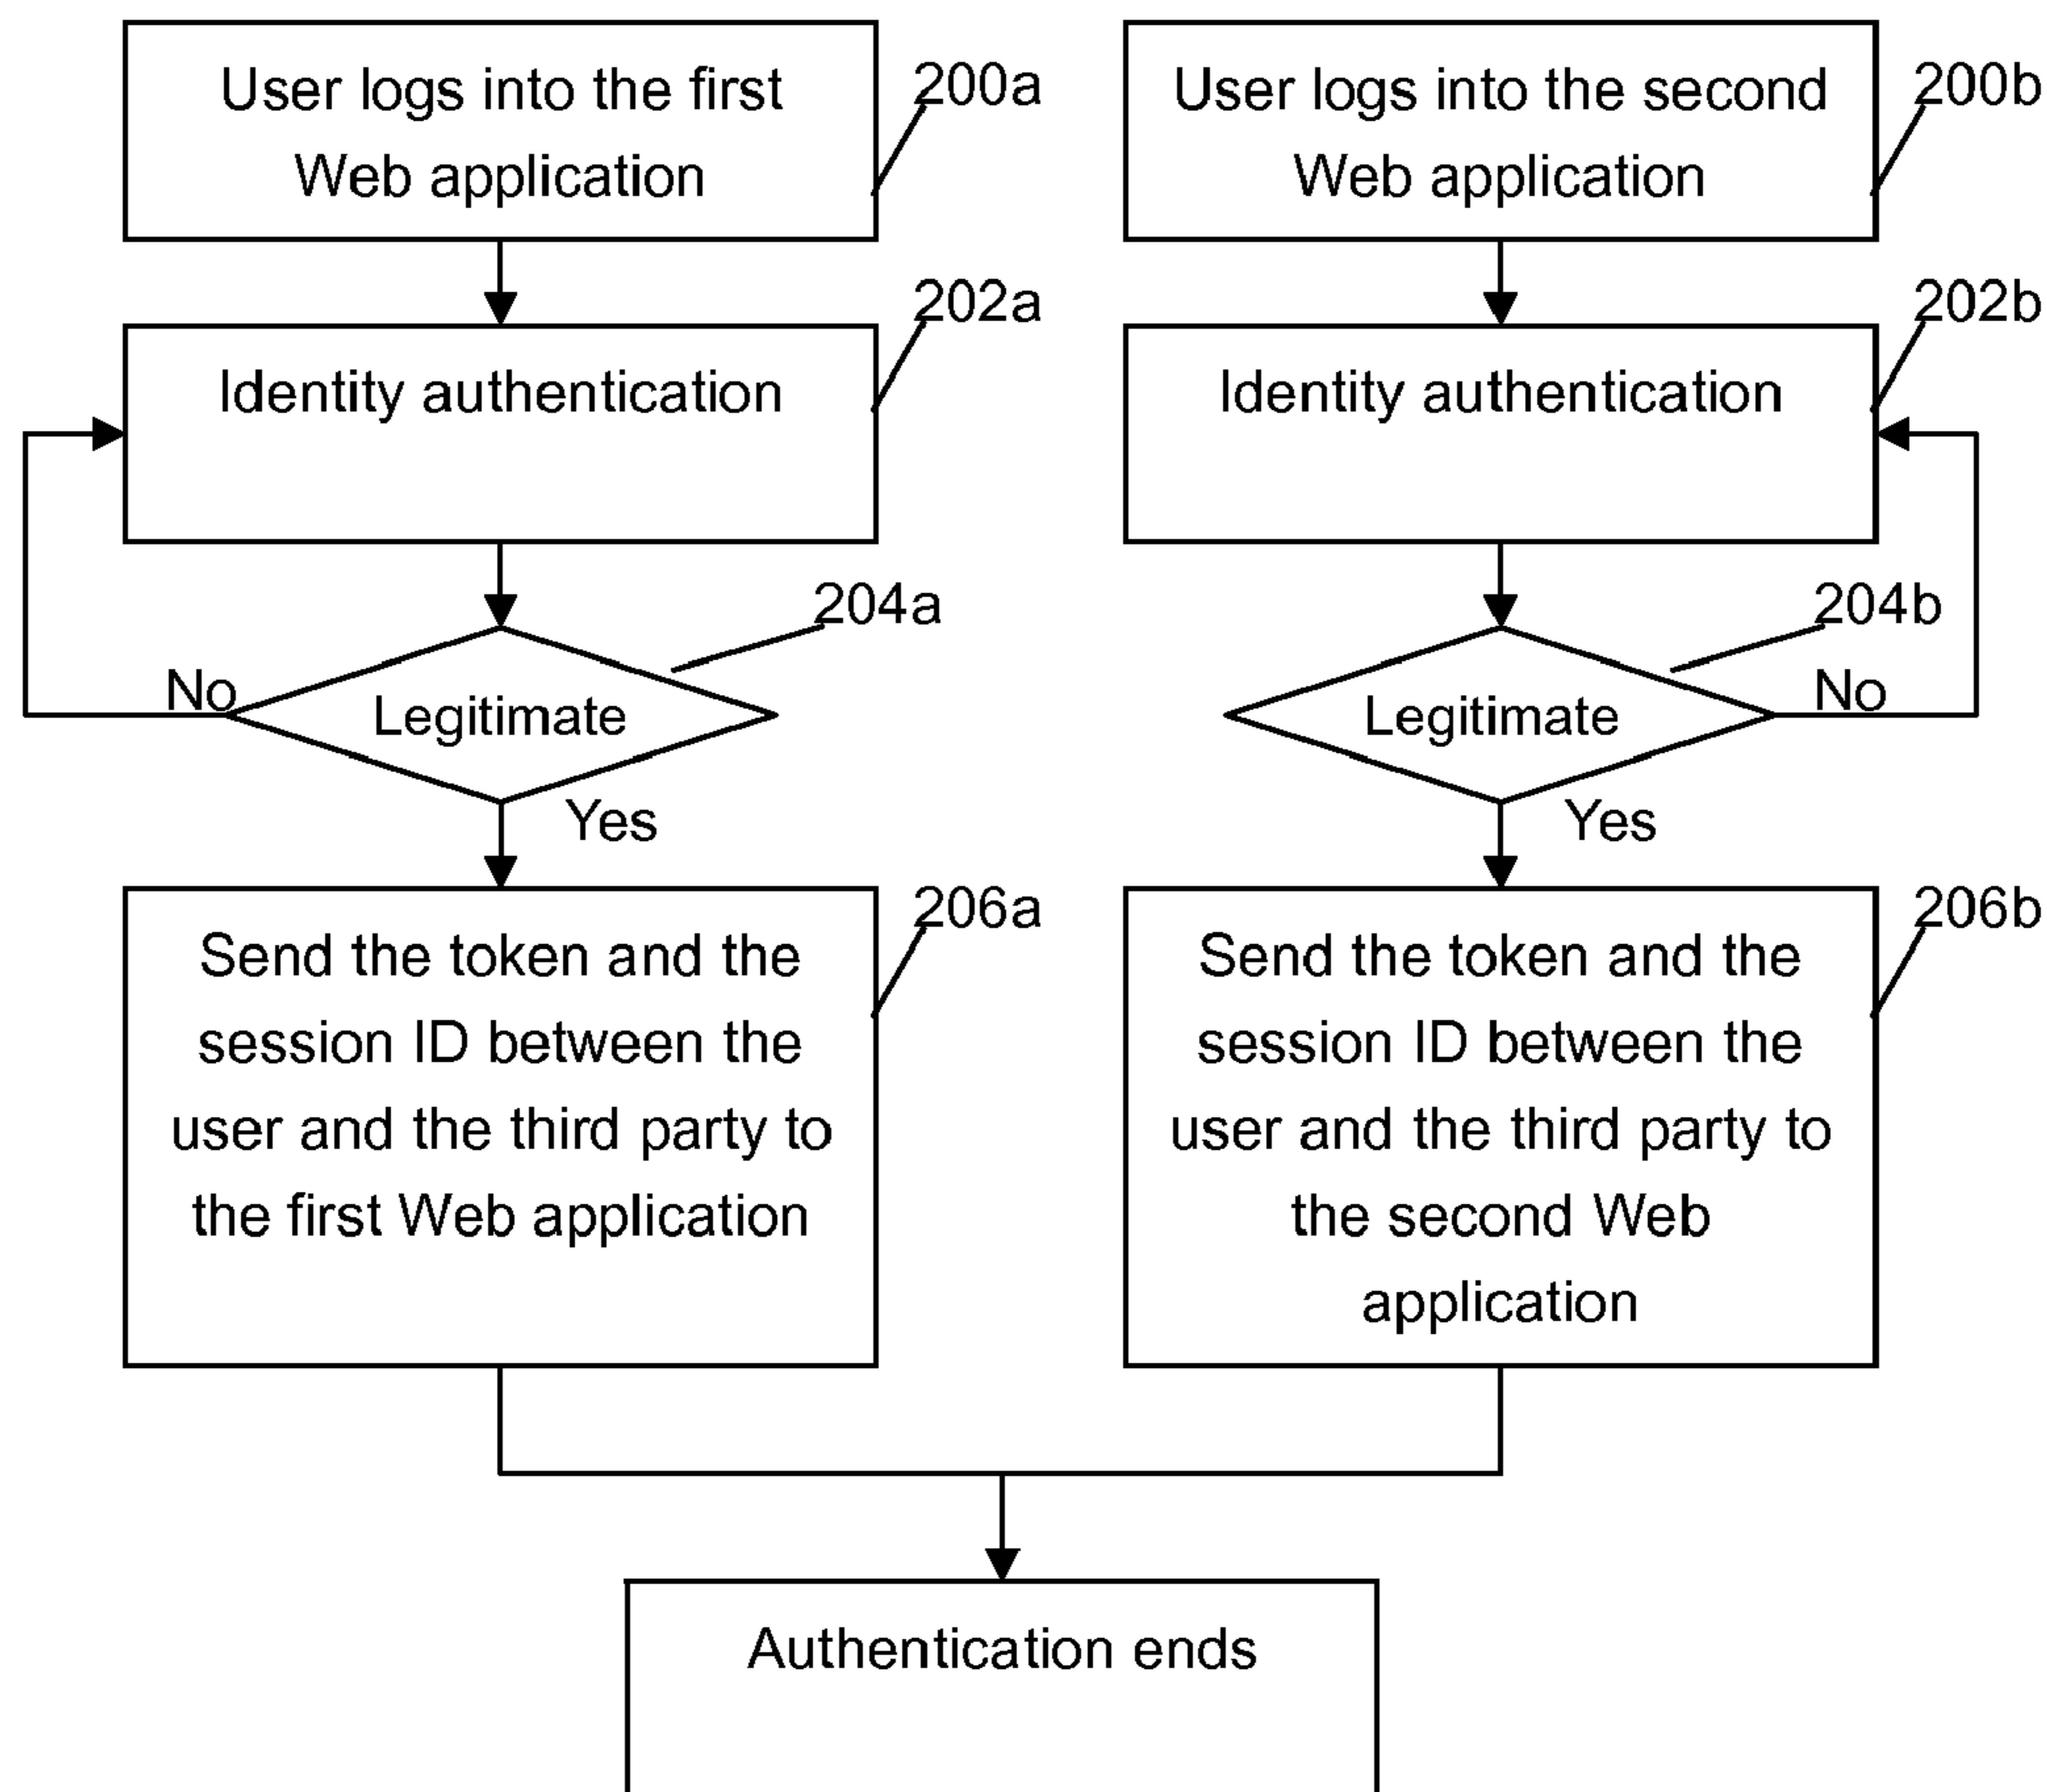 User logs into the first
Web application
200a
Identity authentication
202a
204a
No
Legitimate
Yes
206a
Send the token and the
session ID between the
user and the third party to
the first Web application
User logs into the second
Web application
200b
Identity authentication
202b
204b
Legitimate
No
Yes
206b
Send the token and the
session ID between the
user and the third party to
the second Web
application
Authentication ends